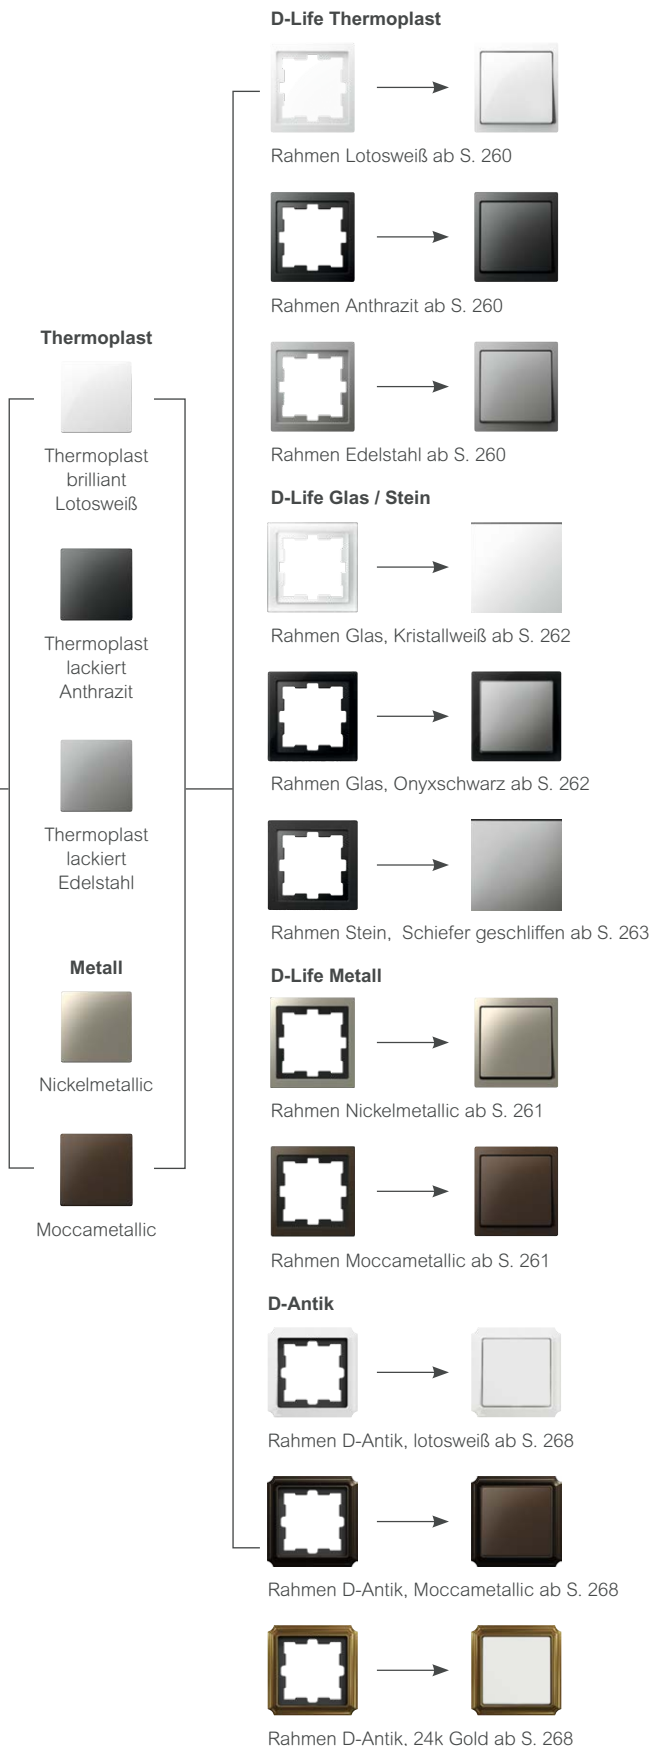 Thermoplast
Thermoplast
brilliant
Lotosweiß
Thermoplast
lackiert
Anthrazit
Thermoplast
lackiert
Edelstahl
Metall
Nickelmetallic
Moccametallic
D-Life Thermoplast
Rahmen Lotosweiß ab S. 260
Rahmen Anthrazit ab S. 260
Rahmen Edelstahl ab S. 260
D-Life Glas / Stein
Rahmen Glas, Kristallweiß ab S. 262
Rahmen Glas, Onyxschwarz ab S. 262
Rahmen Stein, Schiefer geschliffen ab S. 263
D-Life Metall
Rahmen Nickelmetallic ab S. 261
Rahmen Moccametallic ab S. 261
D-Antik
Rahmen D-Antik, lotosweiß ab S. 268
Rahmen D-Antik, Moccametallic ab S. 268
Rahmen D-Antik, 24k Gold ab S. 268